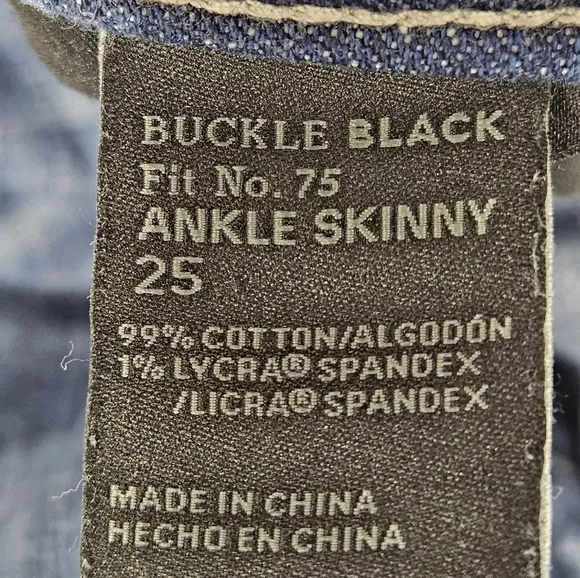 BUCKLE BLACK
Fit No. 75
ANKLE SKINNY
25
99% COTTON/ALGODÓN
1% LYCRA® SPANDEX
/LICRA® SPANDEX
MADE IN CHINA
HECHO EN CHINA